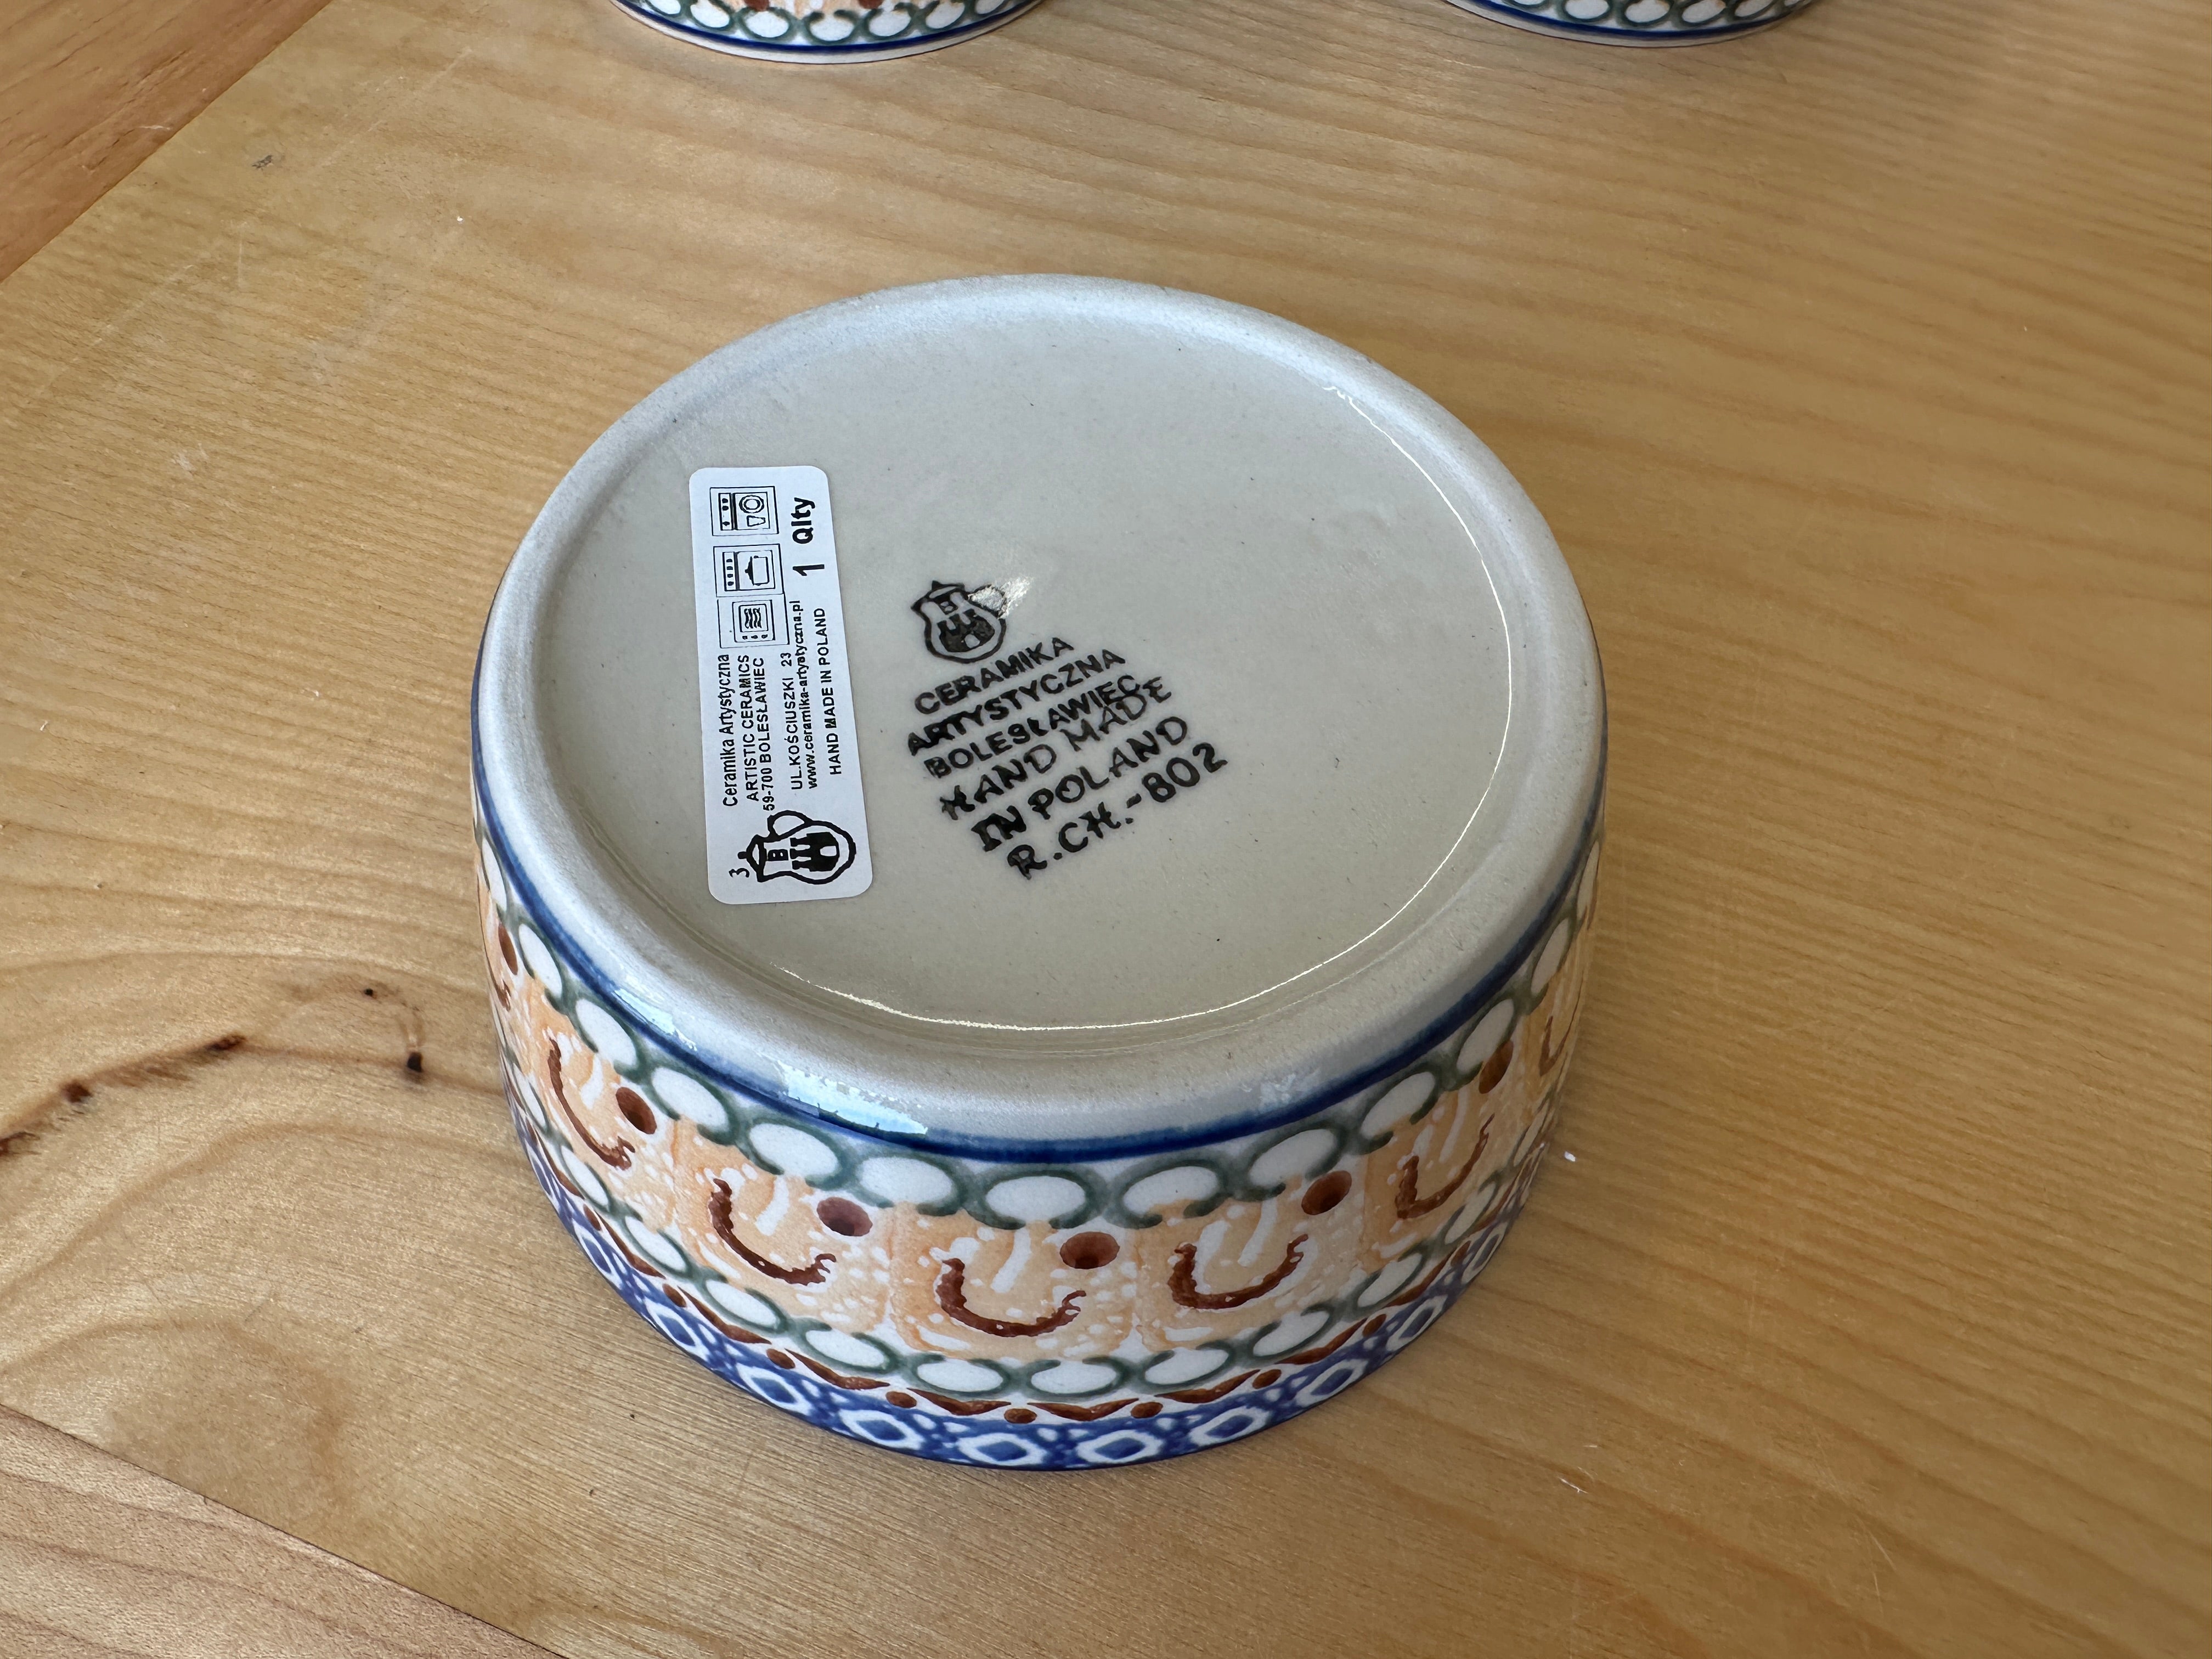 Ceramika Artystyczna
ARTISTIC CERAMICS
59-700 BOLESŁAWIEC
UL.KOŚCIUSZKI 23
www.ceramika-artystyczna.pl
HAND MADE IN POLAND
1 Qlty
3
B
B
CERAMIKA
ARTYSTYCZNA
BOLESŁAWIEC
HAND MADE
IN POLAND
R.CH.-802